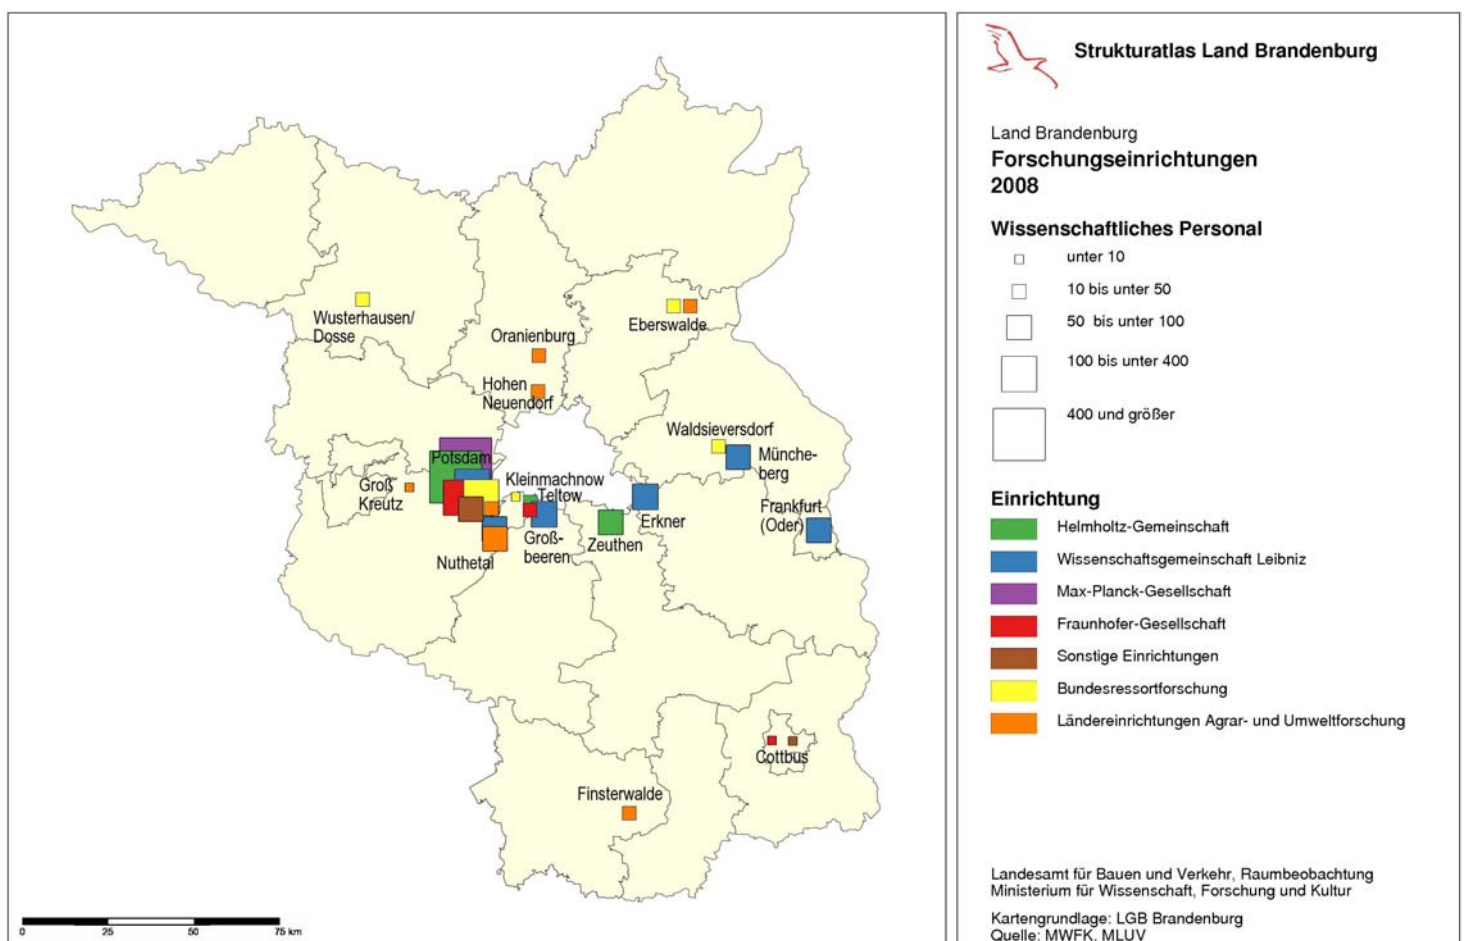 Wusterhausen/
Dosse
Oranienburg
Eberswalde
Hohen
Neuendorf
Waldsieversdorf
Münche-
berg
Potsdam
Groß
Kreutz
Kleinmachnow
Teltow
Frankfurt
(Oder)
Erkner
Groß-
beeren
Zeuthen
Nuthetal
Cottbus
Finsterwalde
0 25 50 75 km
Strukturatlas Land Brandenburg
Land Brandenburg
Forschungseinrichtungen
2008
Wissenschaftliches Personal
unter 10
10 bis unter 50
50 bis unter 100
100 bis unter 400
400 und größer
Einrichtung
Helmholtz-Gemeinschaft
Wissenschaftsgemeinschaft Leibniz
Max-Planck-Gesellschaft
Fraunhofer-Gesellschaft
Sonstige Einrichtungen
Bundesressortforschung
Ländereinrichtungen Agrar- und Umweltforschung
Landesamt für Bauen und Verkehr, Raumbeobachtung
Ministerium für Wissenschaft, Forschung und Kultur
Kartengrundlage: LGB Brandenburg
Quelle: MWFK, MLUV